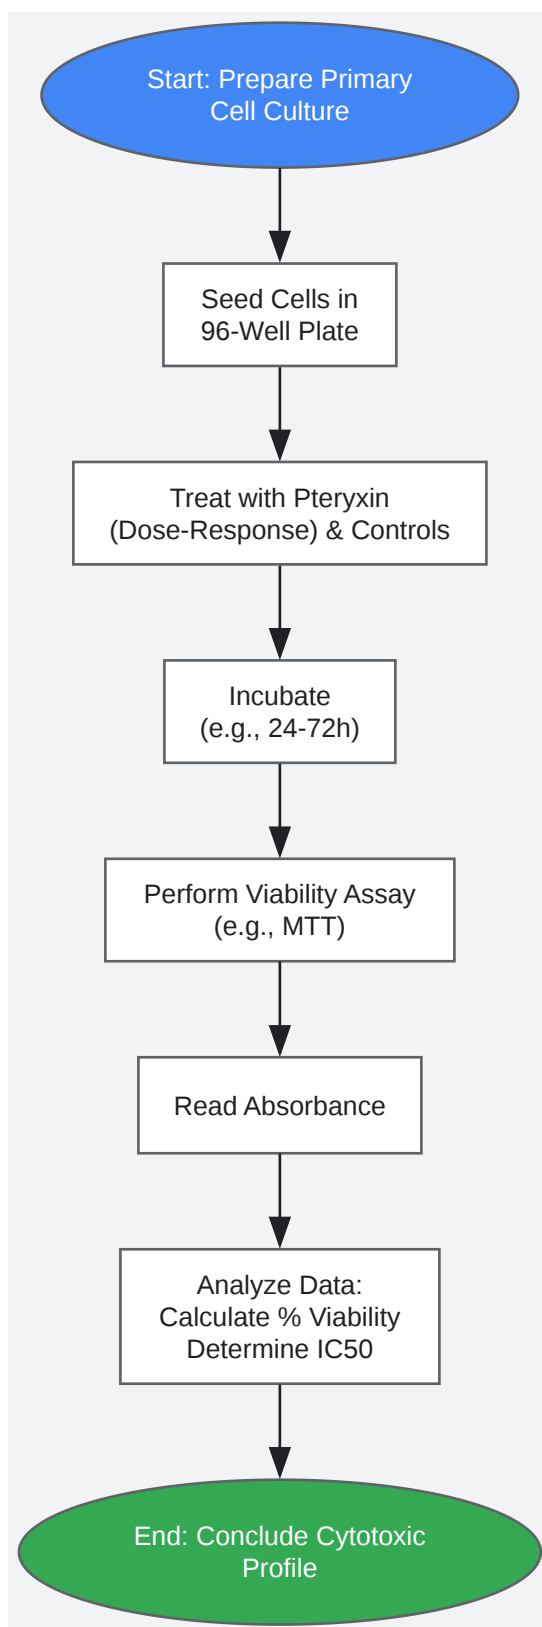 Start: Prepare Primary
Cell Culture
Seed Cells in
96-Well Plate
Treat with Pteryxin
(Dose-Response) & Controls
Incubate
(e.g., 24-72h)
Perform Viability Assay
(e.g., MTT)
Read Absorbance
Analyze Data:
Calculate % Viability
Determine IC50
End: Conclude Cytotoxic
Profile